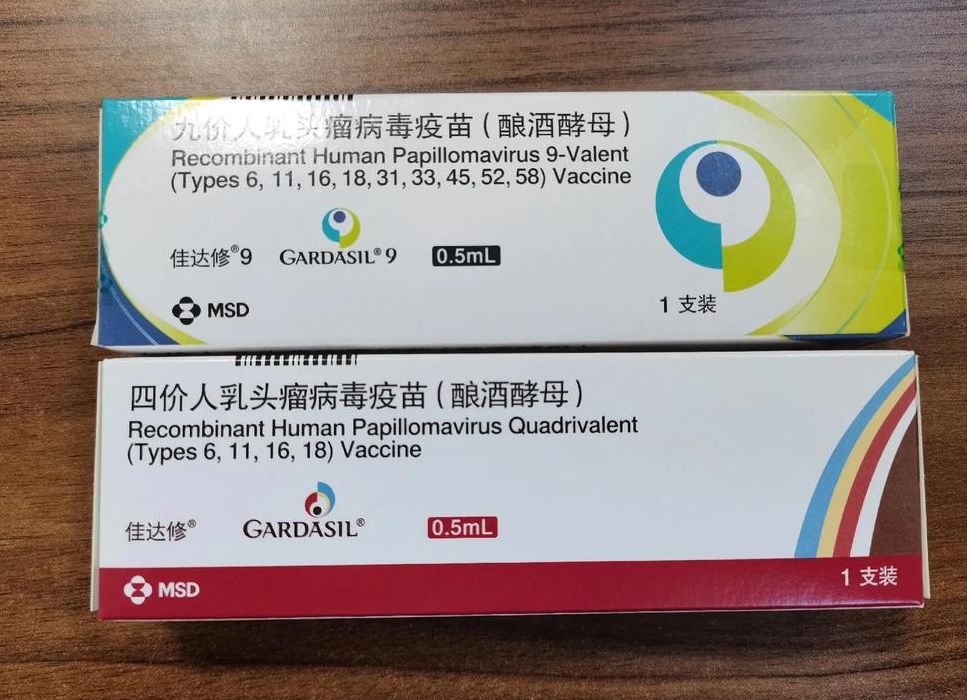 九价人乳头瘤病毒疫苗(酿酒酵母)
Recombinant Human Papillomavirus 9-Valent
(Types 6, 11, 16, 18, 31, 33, 45, 52, 58) Vaccine
佳达修®9 GARDASIL®9 0.5mL
MSD
1 支装
四价人乳头瘤病毒疫苗(酿酒酵母)
Recombinant Human Papillomavirus Quadrivalent
(Types 6, 11, 16, 18) Vaccine
佳达修® GARDASIL® 0.5mL
MSD
1 支装